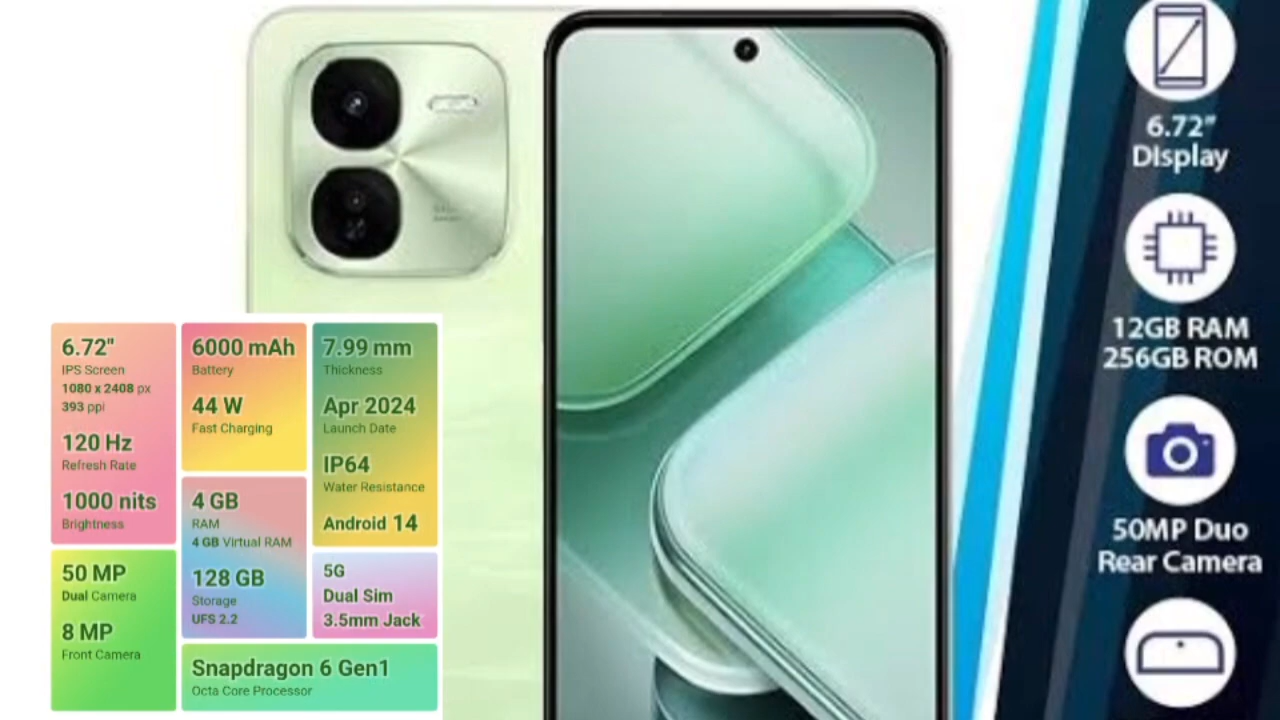 6.72"
IPS Screen
1080 x 2408 px
393 ppi
120 Hz
Refresh Rate
1000 nits
Brightness
50 MP
Dual Camera
8 MP
Front Camera
6000 mAh
Battery
44 W
Fast Charging
4 GB
RAM
4 GB Virtual RAM
128 GB
Storage
UFS 2.2
7.99 mm
Thickness
Apr 2024
Launch Date
IP64
Water Resistance
Android 14
5G
Dual Sim
3.5mm Jack
Snapdragon 6 Gen1
Octa Core Processor
6.72"
Display
12GB RAM
256GB ROM
50MP Duo
Rear Camera